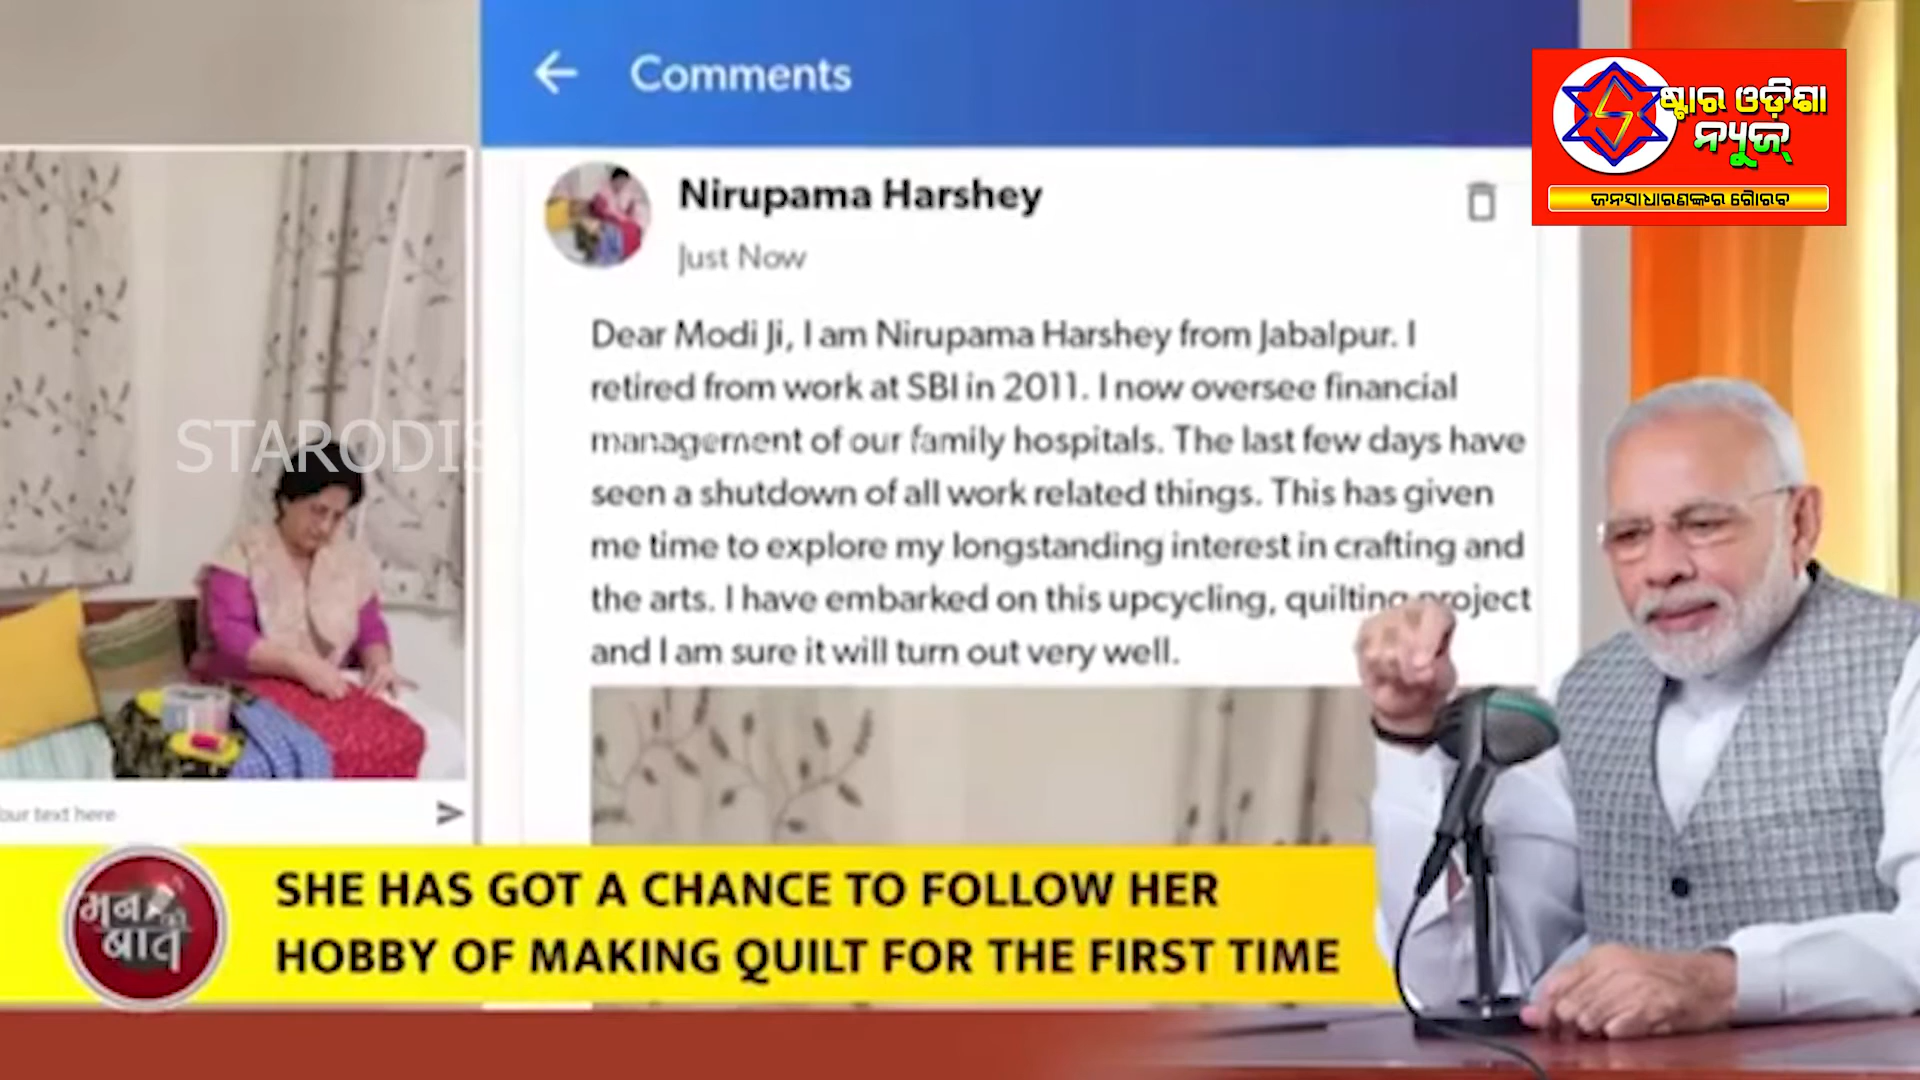 Comments
ଷ୍ଟାର ଓଡ଼ିଶା
ନ୍ୟୁଜ୍
ଜନସାଧାରଣଙ୍କର ଗୌରବ
Nirupama Harshey
Just Now
Dear Modi Ji, I am Nirupama Harshey from Jabalpur. I
retired from work at SBI in 2011. I now oversee financial
management of our family hospitals. The last few days have
seen a shutdown of all work related things. This has given
me time to explore my longstanding interest in crafting and
the arts. I have embarked on this upcycling, quilting project
and I am sure it will turn out very well.
STARODIS
our text here
मन की
बात
SHE HAS GOT A CHANCE TO FOLLOW HER
HOBBY OF MAKING QUILT FOR THE FIRST TIME